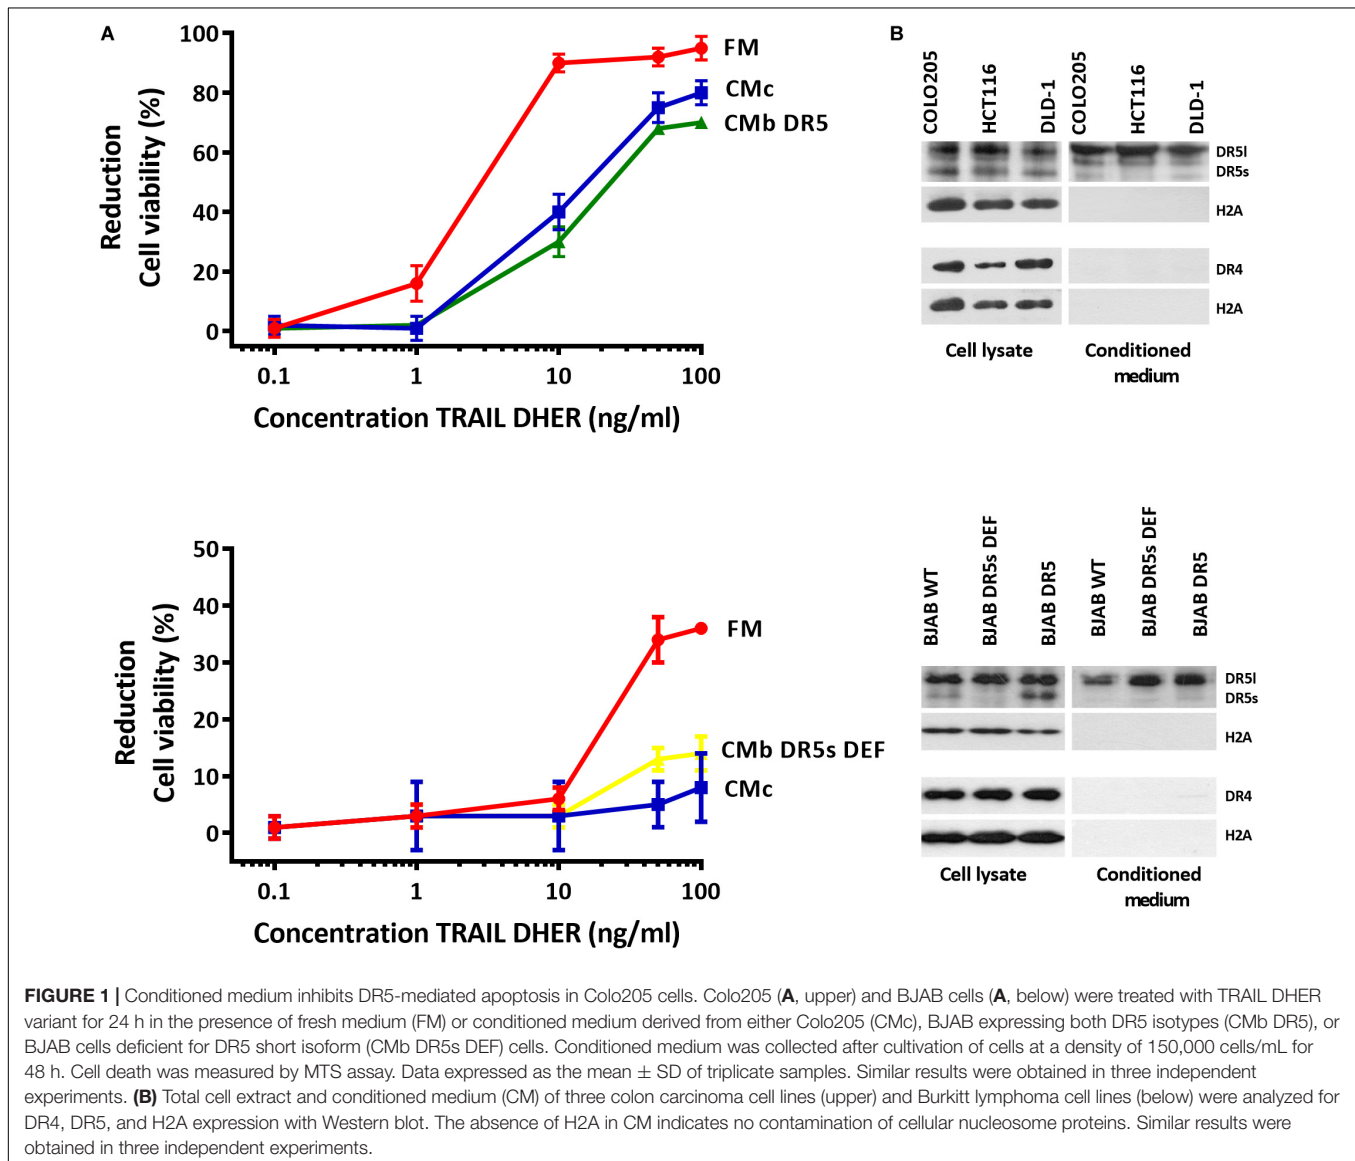 A
100
80
60
40
20
0
Reduction
Cell viability (%)
FM
CMc
CMb DR5
0.1 1 10 100
Concentration TRAIL DHER (ng/ml)
B
COLO205 HCT116 DLD-1 COLO205 HCT116 DLD-1
DR5l
DR5s
H2A
DR4
H2A
Cell lysate
Conditioned
medium
50
40
30
20
10
0
Reduction
Cell viability (%)
FM
CMb DR5s DEF
CMc
0.1 1 10 100
Concentration TRAIL DHER (ng/ml)
BJAB WT BJAB DR5s DEF BJAB DR5 BJAB WT BJAB DR5s DEF BJAB DR5
DR5l
DR5s
H2A
DR4
H2A
Cell lysate
Conditioned
medium
FIGURE 1 | Conditioned medium inhibits DR5-mediated apoptosis in Colo205 cells. Colo205 (A, upper) and BJAB cells (A, below) were treated with TRAIL DHER
variant for 24 h in the presence of fresh medium (FM) or conditioned medium derived from either Colo205 (CMc), BJAB expressing both DR5 isotypes (CMb DR5), or
BJAB cells deficient for DR5 short isoform (CMb DR5s DEF) cells. Conditioned medium was collected after cultivation of cells at a density of 150,000 cells/mL for
48 h. Cell death was measured by MTS assay. Data expressed as the mean ± SD of triplicate samples. Similar results were obtained in three independent
experiments. (B) Total cell extract and conditioned medium (CM) of three colon carcinoma cell lines (upper) and Burkitt lymphoma cell lines (below) were analyzed for
DR4, DR5, and H2A expression with Western blot. The absence of H2A in CM indicates no contamination of cellular nucleosome proteins. Similar results were
obtained in three independent experiments.